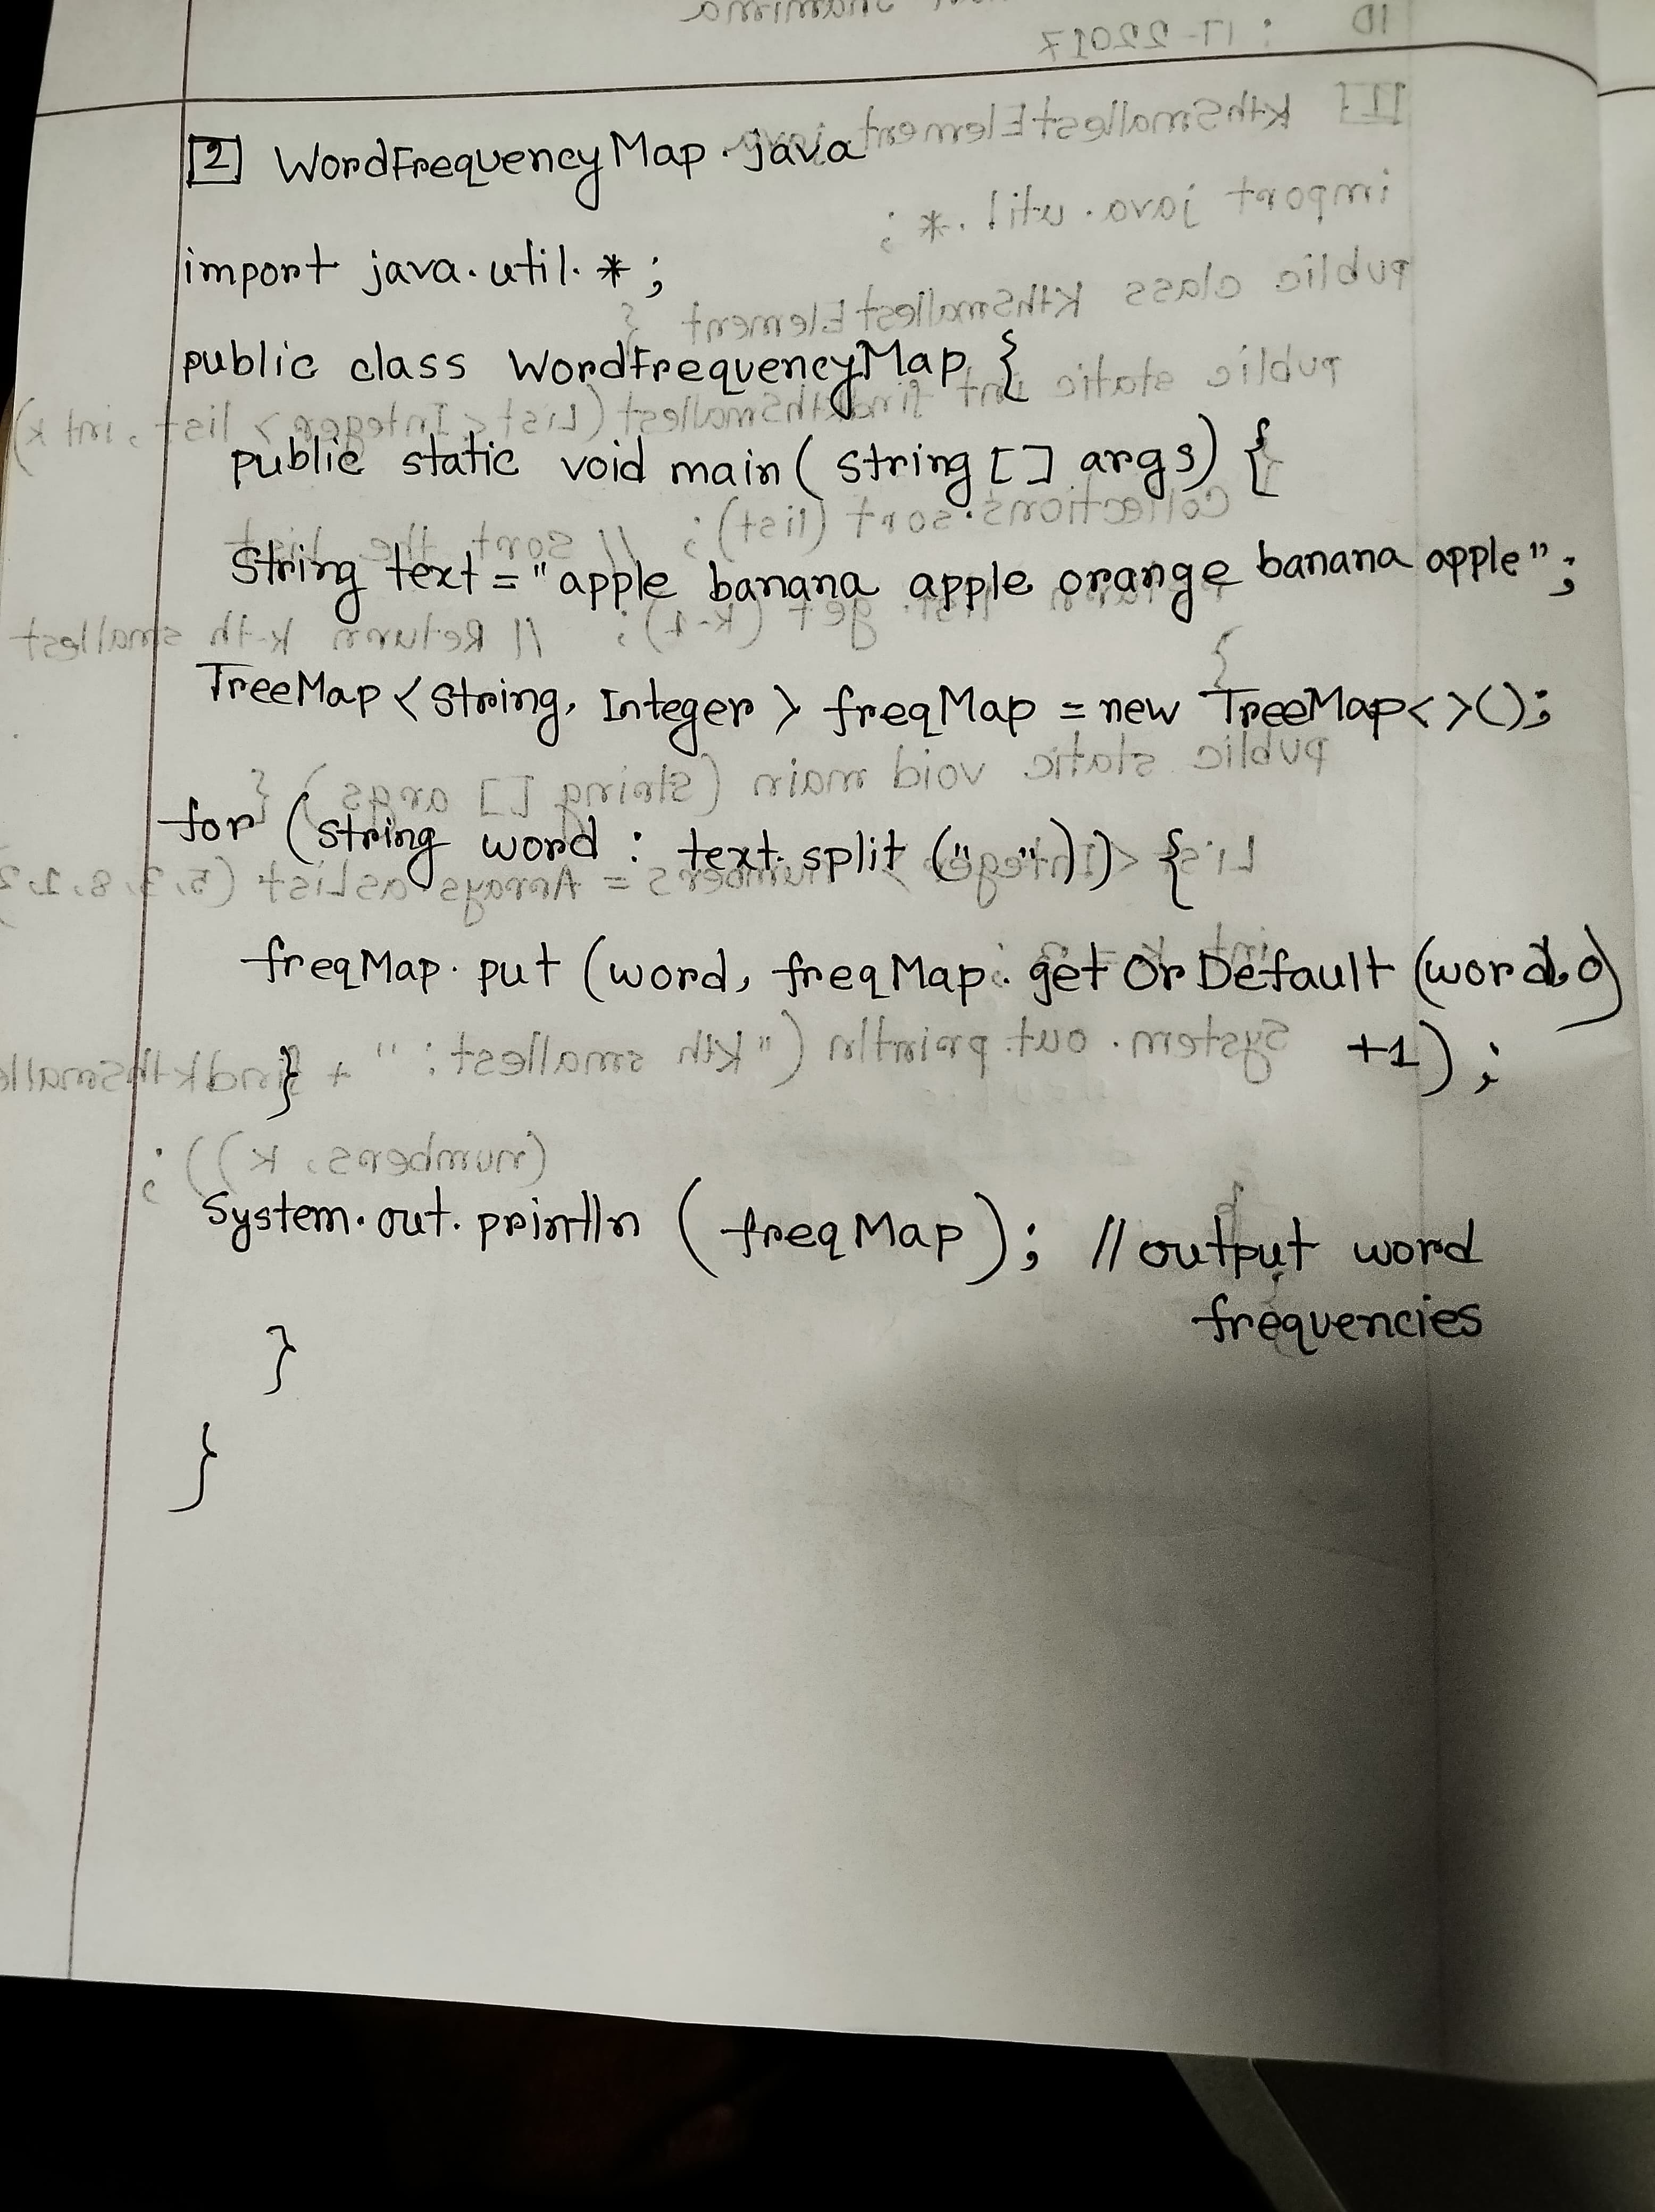 [2] WordFrequencyMap.java
import java.util.*;
public class WordFrequencyMap {
public static void main(string[] args) {
String text = "apple banana apple orange banana apple";
TreeMap<string, Integer> freqMap = new TreeMap<>();
for (string word : text.split(" ")) {
freqMap.put(word, freqMap.getOrDefault(word,0)
+1);
}
System.out.println(freqMap); //output word
frequencies
}
}